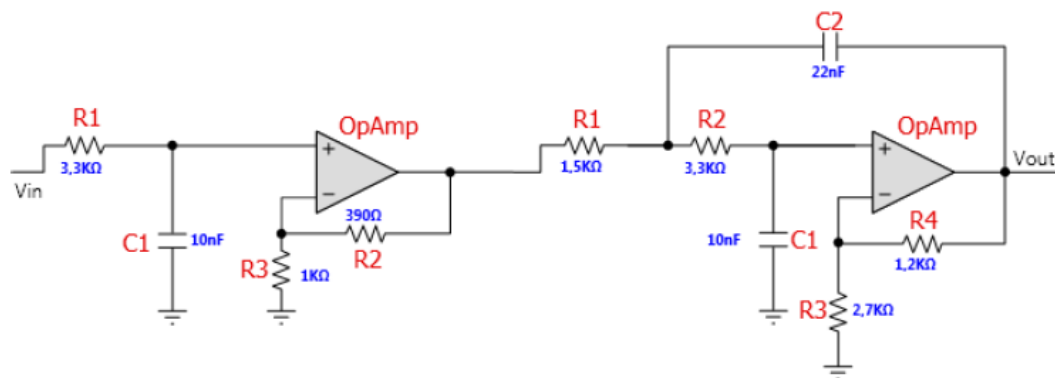 C2
22nF
R1
3,3KΩ
OpAmp
+
−
R1
1,5KΩ
R2
3,3KΩ
OpAmp
+
−
Vin
Vout
C1
10nF
390Ω
R2
R3
1KΩ
10nF
C1
R4
1,2KΩ
R3
2,7KΩ